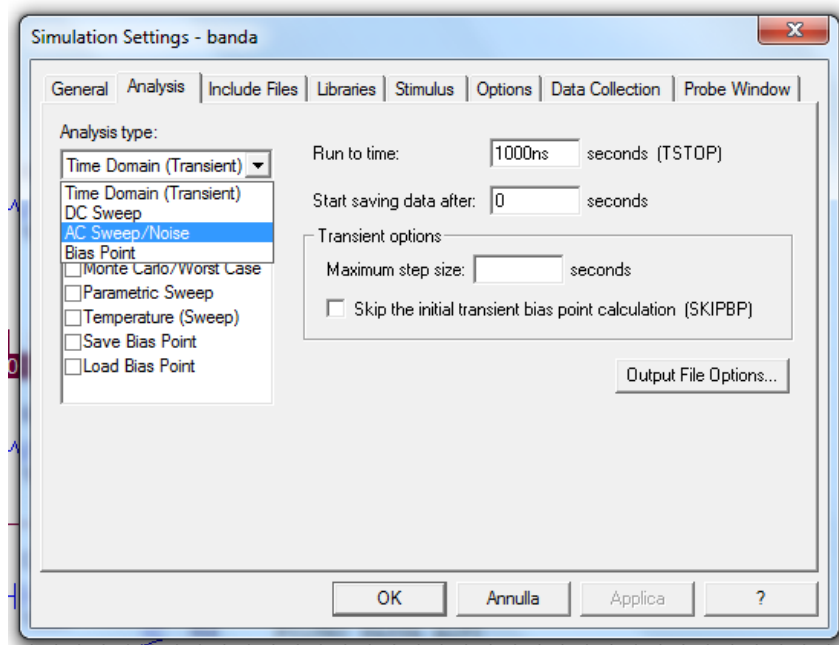 Simulation Settings - banda
General Analysis Include Files Libraries Stimulus Options Data Collection Probe Window
Analysis type:
Time Domain (Transient)
Time Domain (Transient)
DC Sweep
AC Sweep/Noise
Bias Point
Monte Carlo/Worst Case
Parametric Sweep
Temperature (Sweep)
Save Bias Point
Load Bias Point
Run to time: 1000ns seconds (TSTOP)
Start saving data after: 0 seconds
Transient options
Maximum step size: seconds
Skip the initial transient bias point calculation (SKIPBP)
Output File Options...
OK Annulla Applica ?